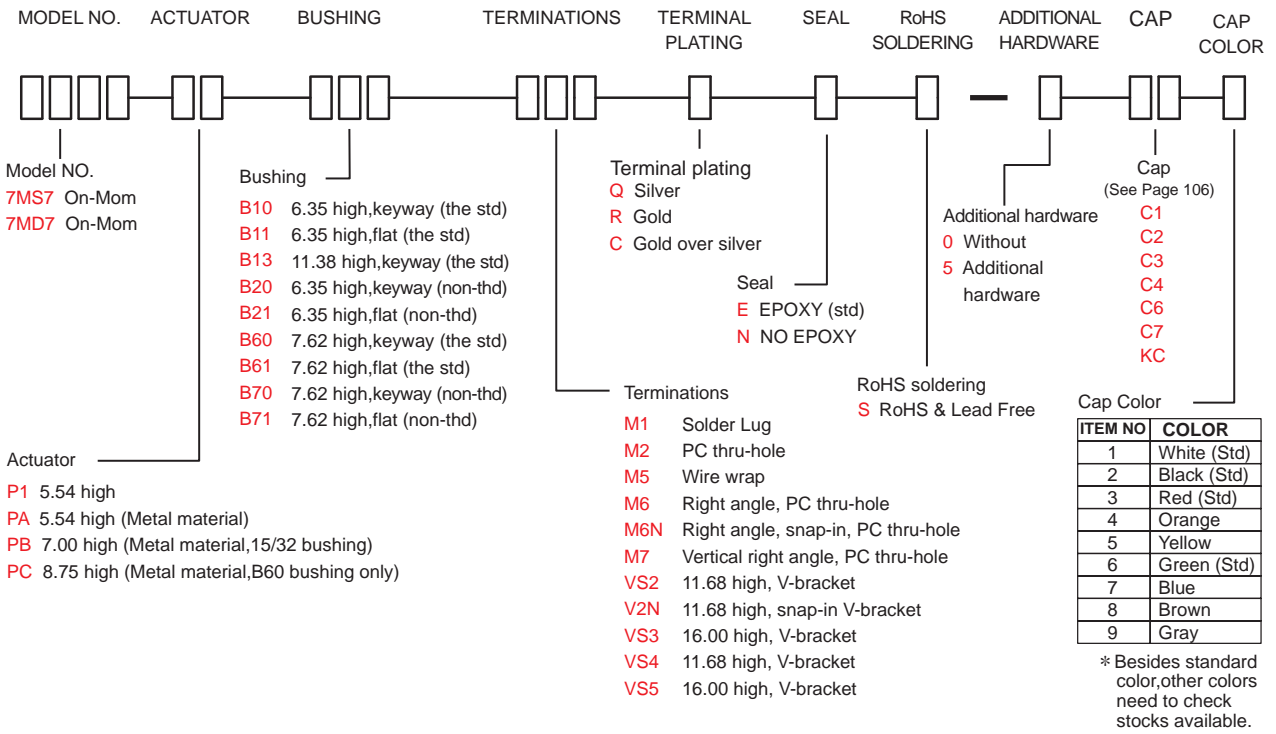 MODEL NO. ACTUATOR BUSHING TERMINATIONS TERMINAL PLATING SEAL RoHS SOLDERING ADDITIONAL HARDWARE CAP CAP COLOR
Model NO.
7MS7 On-Mom
7MD7 On-Mom
Actuator
P1 5.54 high
PA 5.54 high (Metal material)
PB 7.00 high (Metal material,15/32 bushing)
PC 8.75 high (Metal material,B60 bushing only)
Bushing
B10 6.35 high,keyway (the std)
B11 6.35 high,flat (the std)
B13 11.38 high,keyway (the std)
B20 6.35 high,keyway (non-thd)
B21 6.35 high,flat (non-thd)
B60 7.62 high,keyway (the std)
B61 7.62 high,flat (the std)
B70 7.62 high,keyway (non-thd)
B71 7.62 high,flat (non-thd)
Terminations
M1 Solder Lug
M2 PC thru-hole
M5 Wire wrap
M6 Right angle, PC thru-hole
M6N Right angle, snap-in, PC thru-hole
M7 Vertical right angle, PC thru-hole
VS2 11.68 high, V-bracket
V2N 11.68 high, snap-in V-bracket
VS3 16.00 high, V-bracket
VS4 11.68 high, V-bracket
VS5 16.00 high, V-bracket
Terminal plating
Q Silver
R Gold
C Gold over silver
Seal
E EPOXY (std)
N NO EPOXY
RoHS soldering
S RoHS & Lead Free
Additional hardware
0 Without
5 Additional
hardware
Cap
(See Page 106)
C1
C2
C3
C4
C6
C7
KC
Cap Color
ITEM NO COLOR
1 White (Std)
2 Black (Std)
3 Red (Std)
4 Orange
5 Yellow
6 Green (Std)
7 Blue
8 Brown
9 Gray
* Besides standard
color,other colors
need to check
stocks available.